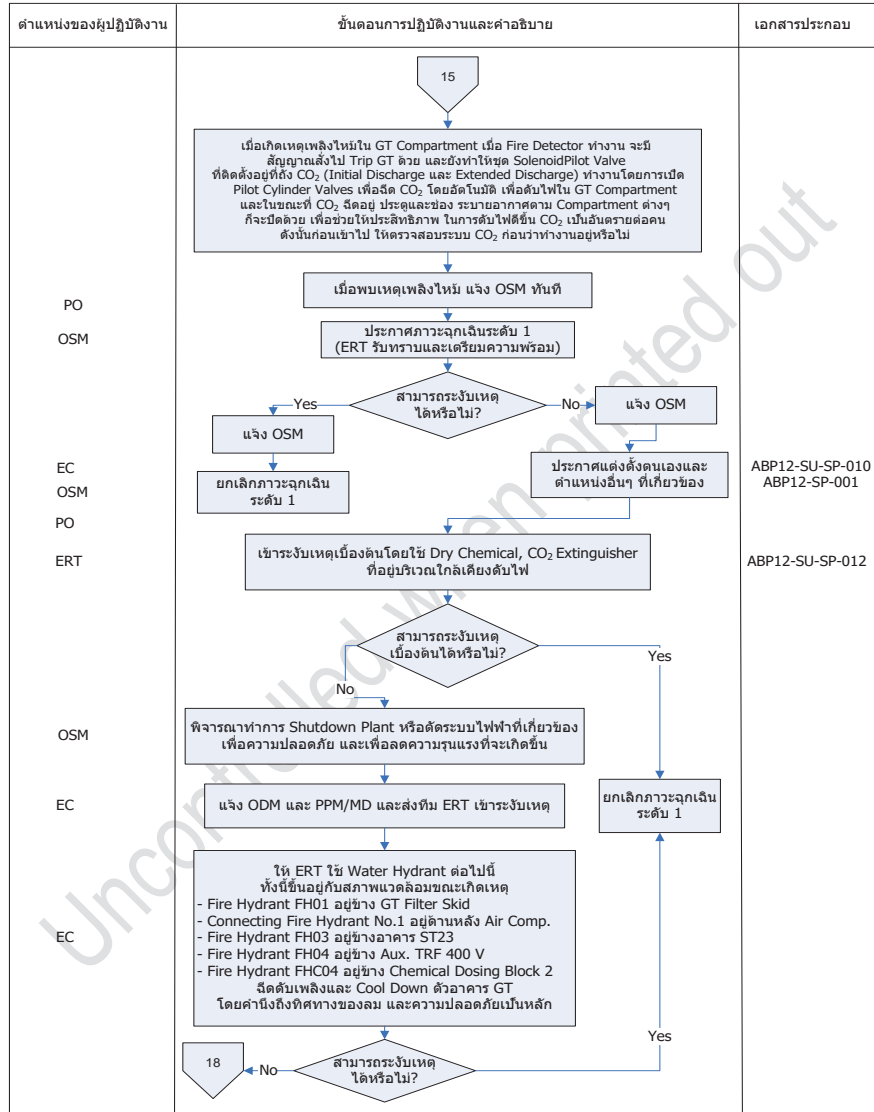 ตำแหน่งของผู้ปฏิบัติงาน
ขั้นตอนการปฏิบัติงานและคำอธิบาย
เอกสารประกอบ
15
เมื่อเกิดเหตุเพลิงไหม้ใน GT Compartment เมื่อ Fire Detector ทำงาน จะมี
สัญญาณสั่งไป Trip GT ด้วย และยังทำให้ชุด SolenoidPilot Valve
ที่ติดตั้งอยู่ที่ถัง CO₂ (Initial Discharge และ Extended Discharge) ทำงานโดยการเปิด
Pilot Cylinder Valves เพื่อฉีด CO₂ โดยอัตโนมัติ เพื่อดับไฟใน GT Compartment
และในขณะที่ CO₂ ฉีดอยู่ ประตูและช่อง ระบายอากาศตาม Compartment ต่างๆ
ก็จะปิดด้วย เพื่อช่วยให้ประสิทธิภาพ ในการดับไฟดีขึ้น CO₂ เป็นอันตรายต่อคน
ดังนั้นก่อนเข้าไป ให้ตรวจสอบระบบ CO₂ ก่อนว่าทำงานอยู่หรือไม่
PO
เมื่อพบเหตุเพลิงไหม้ แจ้ง OSM ทันที
OSM
ประกาศภาวะฉุกเฉินระดับ 1
(ERT รับทราบและเตรียมความพร้อม)
สามารถระงับเหตุ
ได้หรือไม่?
Yes
No
แจ้ง OSM
แจ้ง OSM
EC
OSM
ยกเลิกภาวะฉุกเฉิน
ระดับ 1
ประกาศแต่งตั้งตนเองและ
ตำแหน่งอื่นๆ ที่เกี่ยวข้อง
ABP12-SU-SP-010
ABP12-SP-001
PO
ERT
เข้าระงับเหตุเบื้องต้นโดยใช้ Dry Chemical, CO₂ Extinguisher
ที่อยู่บริเวณใกล้เคียงดับไฟ
ABP12-SU-SP-012
สามารถระงับเหตุ
เบื้องต้นได้หรือไม่?
Yes
No
OSM
พิจารณาทำการ Shutdown Plant หรือตัดระบบไฟฟ้าที่เกี่ยวข้อง
เพื่อความปลอดภัย และเพื่อลดความรุนแรงที่จะเกิดขึ้น
EC
แจ้ง ODM และ PPM/MD และส่งทีม ERT เข้าระงับเหตุ
ยกเลิกภาวะฉุกเฉิน
ระดับ 1
EC
ให้ ERT ใช้ Water Hydrant ต่อไปนี้
ทั้งนี้ขึ้นอยู่กับสภาพแวดล้อมขณะเกิดเหตุ
- Fire Hydrant FH01 อยู่ข้าง GT Filter Skid
- Connecting Fire Hydrant No.1 อยู่ด้านหลัง Air Comp.
- Fire Hydrant FH03 อยู่ข้างอาคาร ST23
- Fire Hydrant FH04 อยู่ข้าง Aux. TRF 400 V
- Fire Hydrant FHC04 อยู่ข้าง Chemical Dosing Block 2
ฉีดดับเพลิงและ Cool Down ตัวอาคาร GT
โดยคำนึงถึงทิศทางของลม และความปลอดภัยเป็นหลัก
Yes
18
No
สามารถระงับเหตุ
ได้หรือไม่?
Uncontrolled when printed out